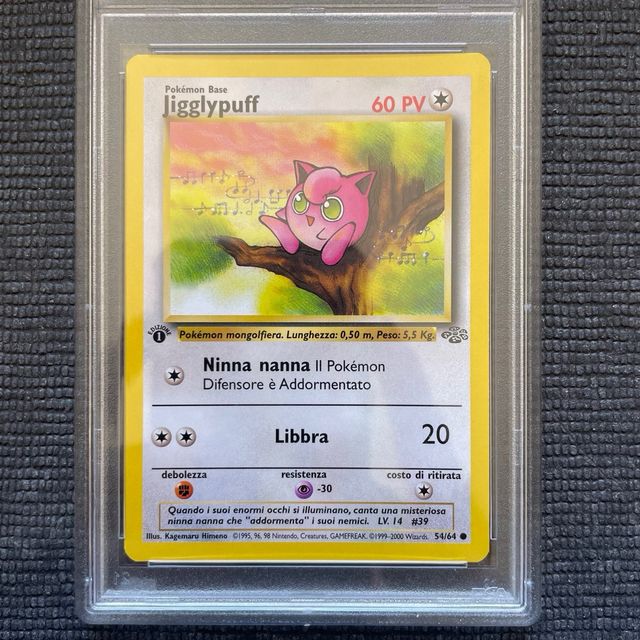 Pokémon Base
Jigglypuff 60 PV
EDIZIONE
1
Pokémon mongolfiera. Lunghezza: 0,50 m, Peso: 5,5 Kg.
Ninna nanna Il Pokémon
Difensore è Addormentato
Libbra 20
debolezza resistenza costo di ritirata
-30
Quando i suoi enormi occhi si illuminano, canta una misteriosa
ninna nanna che "addormenta" i suoi nemici. LV. 14 #39
Illus. Kagemaru Himeno ©1995, 96, 98 Nintendo, Creatures, GAMEFREAK. ©1999-2000 Wizards. 54/64